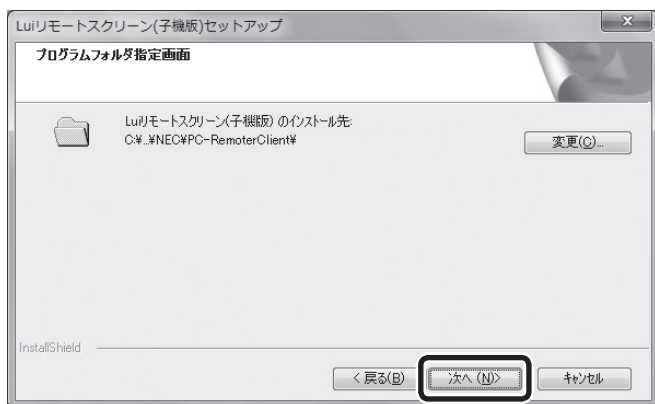 Luiリモートスクリーン(子機版)セットアップ
プログラムフォルダ指定画面
Luiリモートスクリーン(子機版) のインストール先:
C:¥...¥NEC¥PC-RemoterClient¥
変更(C)...
InstallShield
< 戻る(B)
次へ (N)>
キャンセル